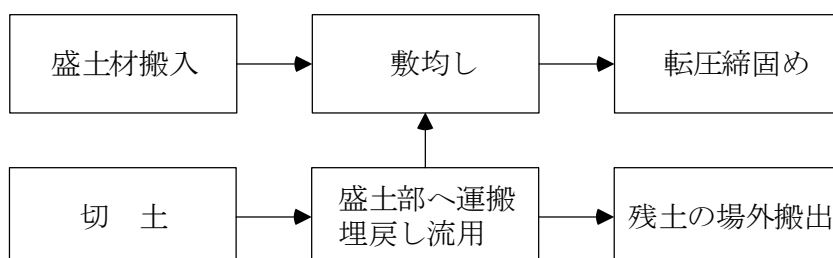 盛土材搬入
敷均し
転圧締固め
切　土
盛土部へ運搬
埋戻し流用
残土の場外搬出